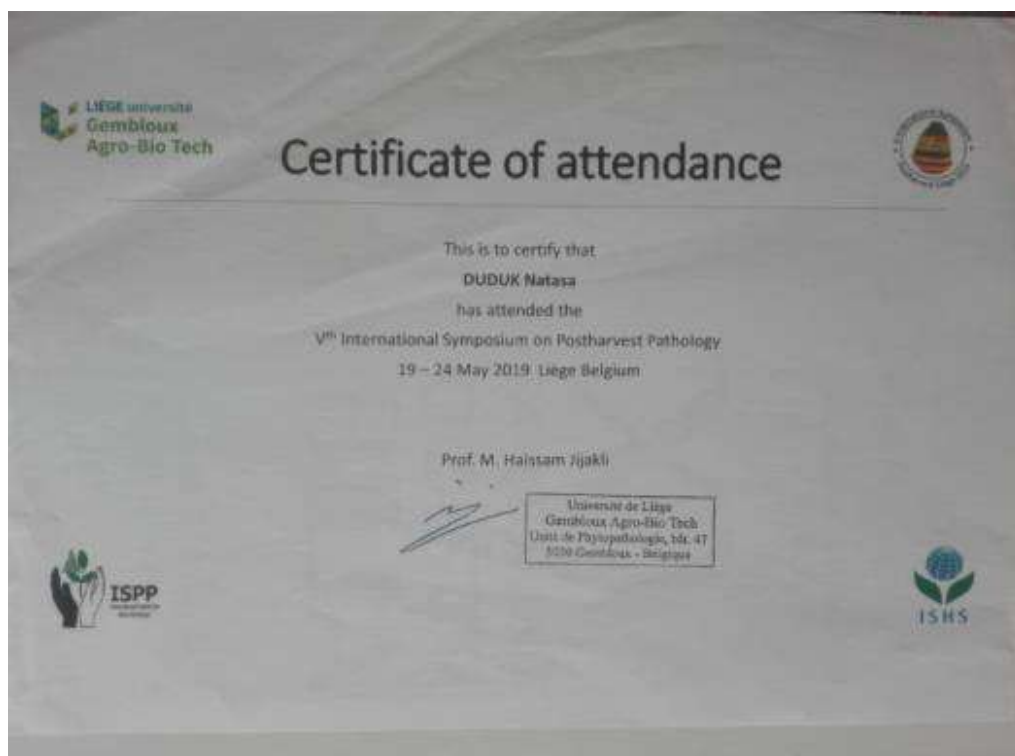 LIÈGE université
Gembloux
Agro-Bio Tech
Certificate of attendance
This is to certify that
DUDUK Natasa
has attended the
Vth International Symposium on Postharvest Pathology
19 – 24 May 2019 Liège Belgium
Prof. M. Haissam Jijakli
Université de Liège
Gembloux Agro-Bio Tech
Unité de Phytopathologie, bât. 47
5030 Gembloux - Belgique
ISPP
ISHS